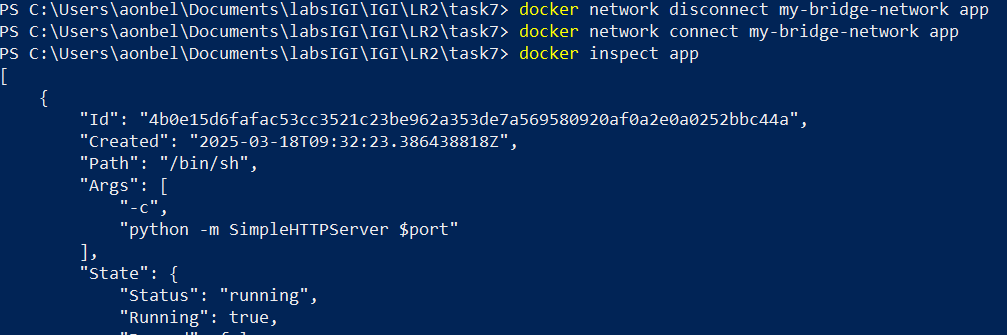 PS C:\Users\aonbel\Documents\labsIGI\IGI\LR2\task7> docker network disconnect my-bridge-network app
PS C:\Users\aonbel\Documents\labsIGI\IGI\LR2\task7> docker network connect my-bridge-network app
PS C:\Users\aonbel\Documents\labsIGI\IGI\LR2\task7> docker inspect app
[
    {
        "Id": "4b0e15d6fafac53cc3521c23be962a353de7a569580920af0a2e0a0252bbc44a",
        "Created": "2025-03-18T09:32:23.386438818Z",
        "Path": "/bin/sh",
        "Args": [
            "-c",
            "python -m SimpleHTTPServer $port"
        ],
        "State": {
            "Status": "running",
            "Running": true,